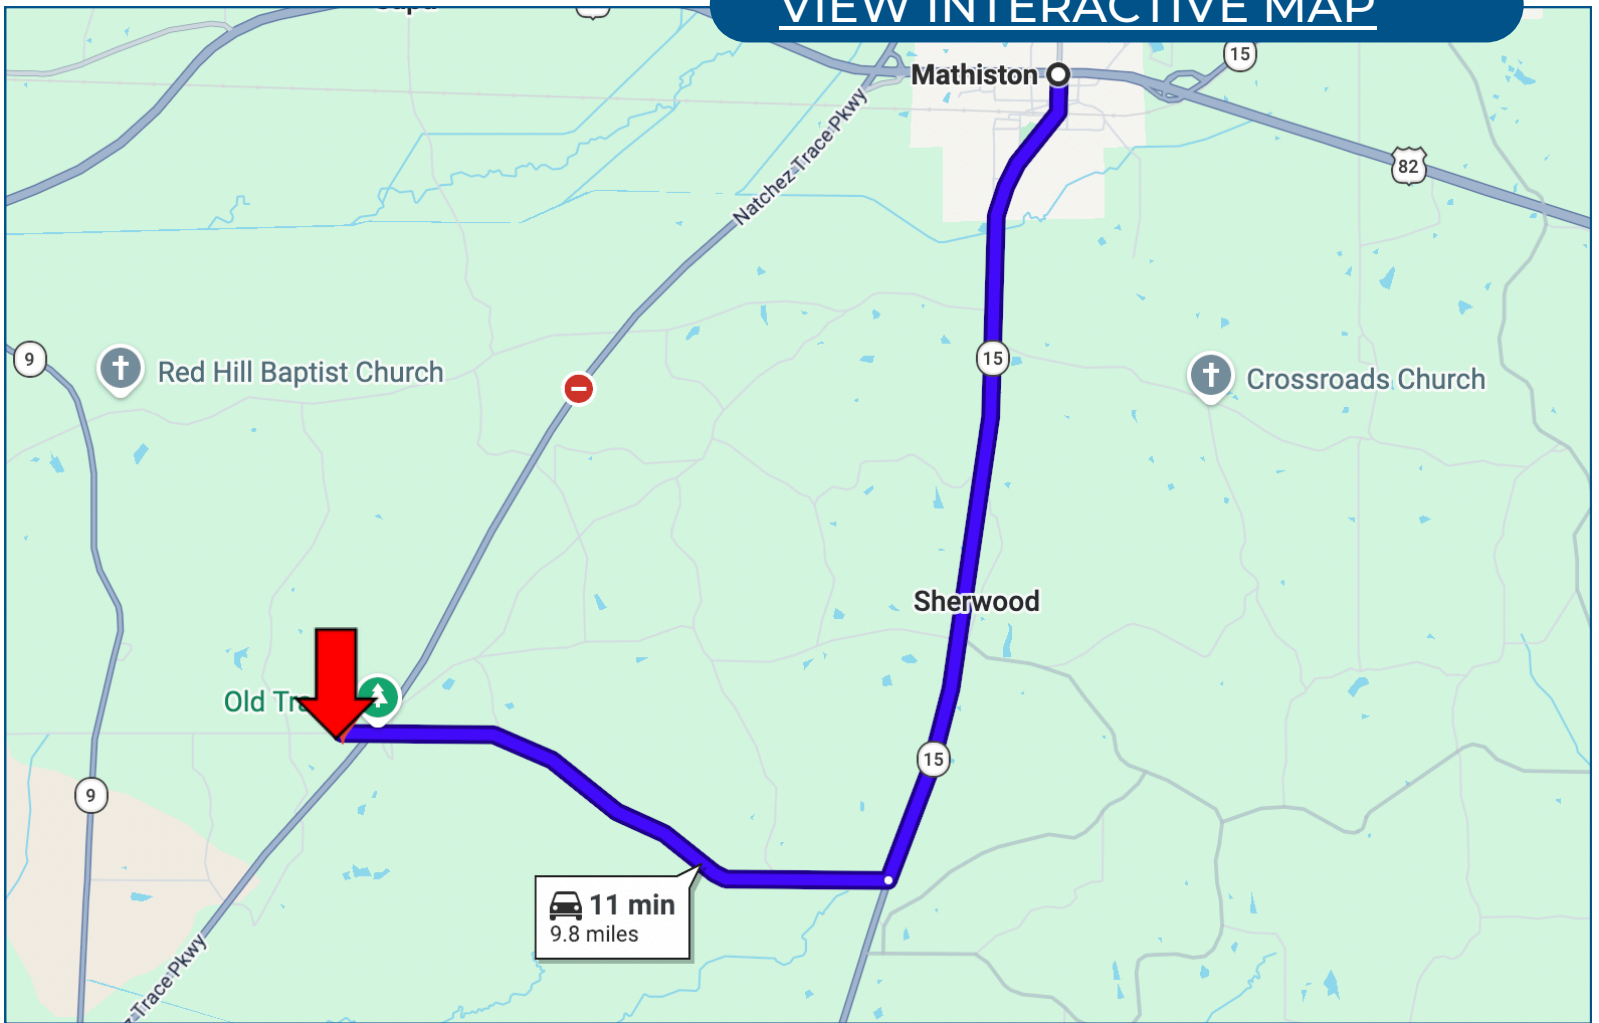 VIEW INTERACTIVE MAP
15
Mathiston
82
Natchez Trace Pkwy
9
Red Hill Baptist Church
15
Crossroads Church
Sherwood
Old
15
9
11 min
9.8 miles
Trace Pkwy